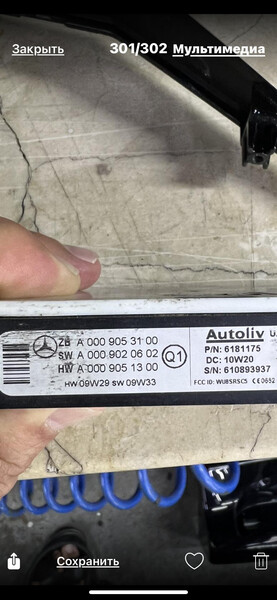 Закрыть 301/302 Мультимедиа
ZB A 000 905 31 00
SW A 000 902 06 02
HW A 000 905 13 00
HW 09W29 SW 09W33
Q1
Autoliv
P/N: 6181175
DC: 10W20
S/N: 610893937
FCC ID: WU8SRSC5 CE0682
Сохранить